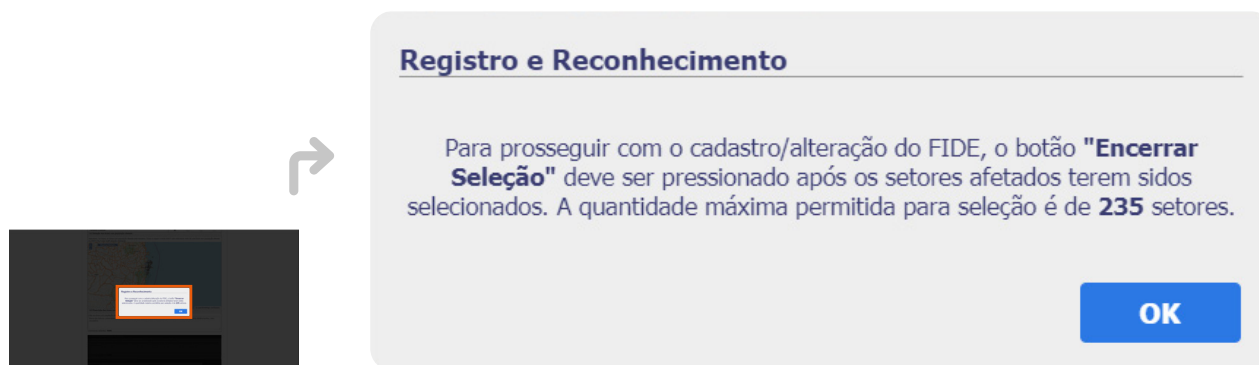 Registro e Reconhecimento
Para prosseguir com o cadastro/alteração do FIDE, o botão "Encerrar
Seleção" deve ser pressionado após os setores afetados terem sidos
selecionados. A quantidade máxima permitida para seleção é de 235 setores.
OK